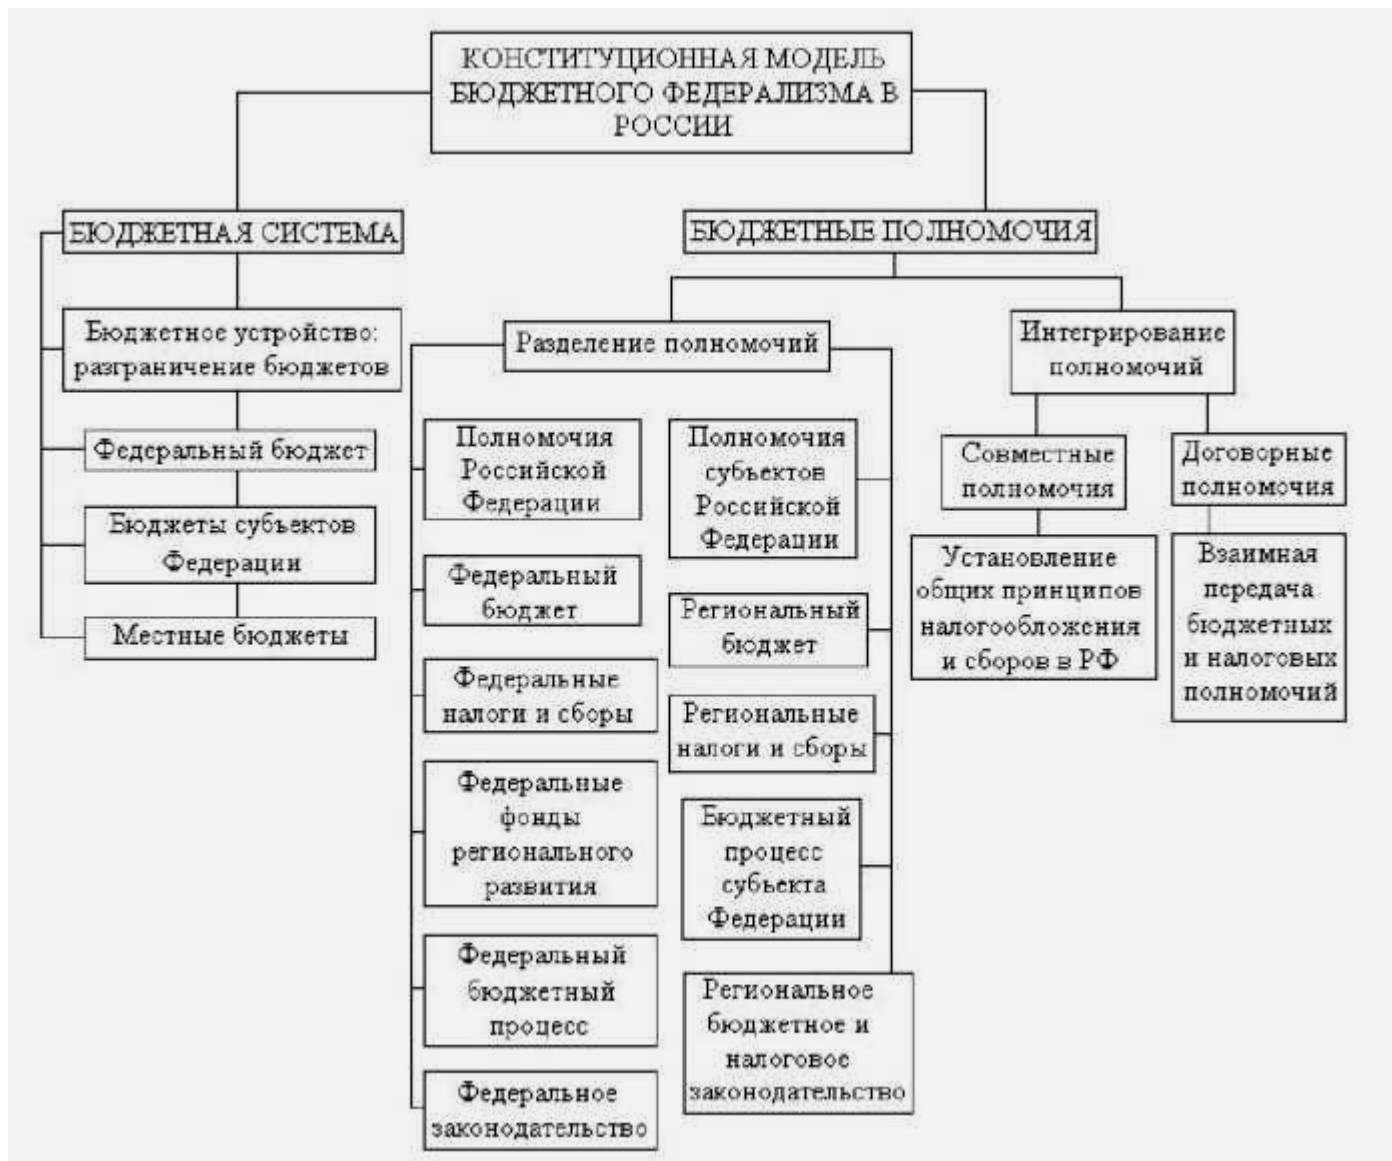 КОНСТИТУЦИОННАЯ МОДЕЛЬ
БЮДЖЕТНОГО ФЕДЕРАЛИЗМА В
РОССИИ
БЮДЖЕТНАЯ СИСТЕМА
Бюджетное устройство:
разграничение бюджетов
Федеральный бюджет
Бюджеты субъектов
Федерации
Местные бюджеты
БЮДЖЕТНЫЕ ПОЛНОМОЧИЯ
Разделение полномочий
Полномочия
Российской
Федерации
Федеральный
бюджет
Федеральные
налоги и сборы
Федеральные
фонды
регионального
развития
Федеральный
бюджетный
процесс
Федеральное
законодательство
Полномочия
субъектов
Российской
Федерации
Региональный
бюджет
Региональные
налоги и сборы
Бюджетный
процесс
субъекта
Федерации
Региональное
бюджетное и
налоговое
законодательство
Интегрирование
полномочий
Совместные
полномочия
Установление
общих принципов
налогообложения
и сборов в РФ
Договорные
полномочия
Взаимная
передача
бюджетных
и налоговых
полномочий